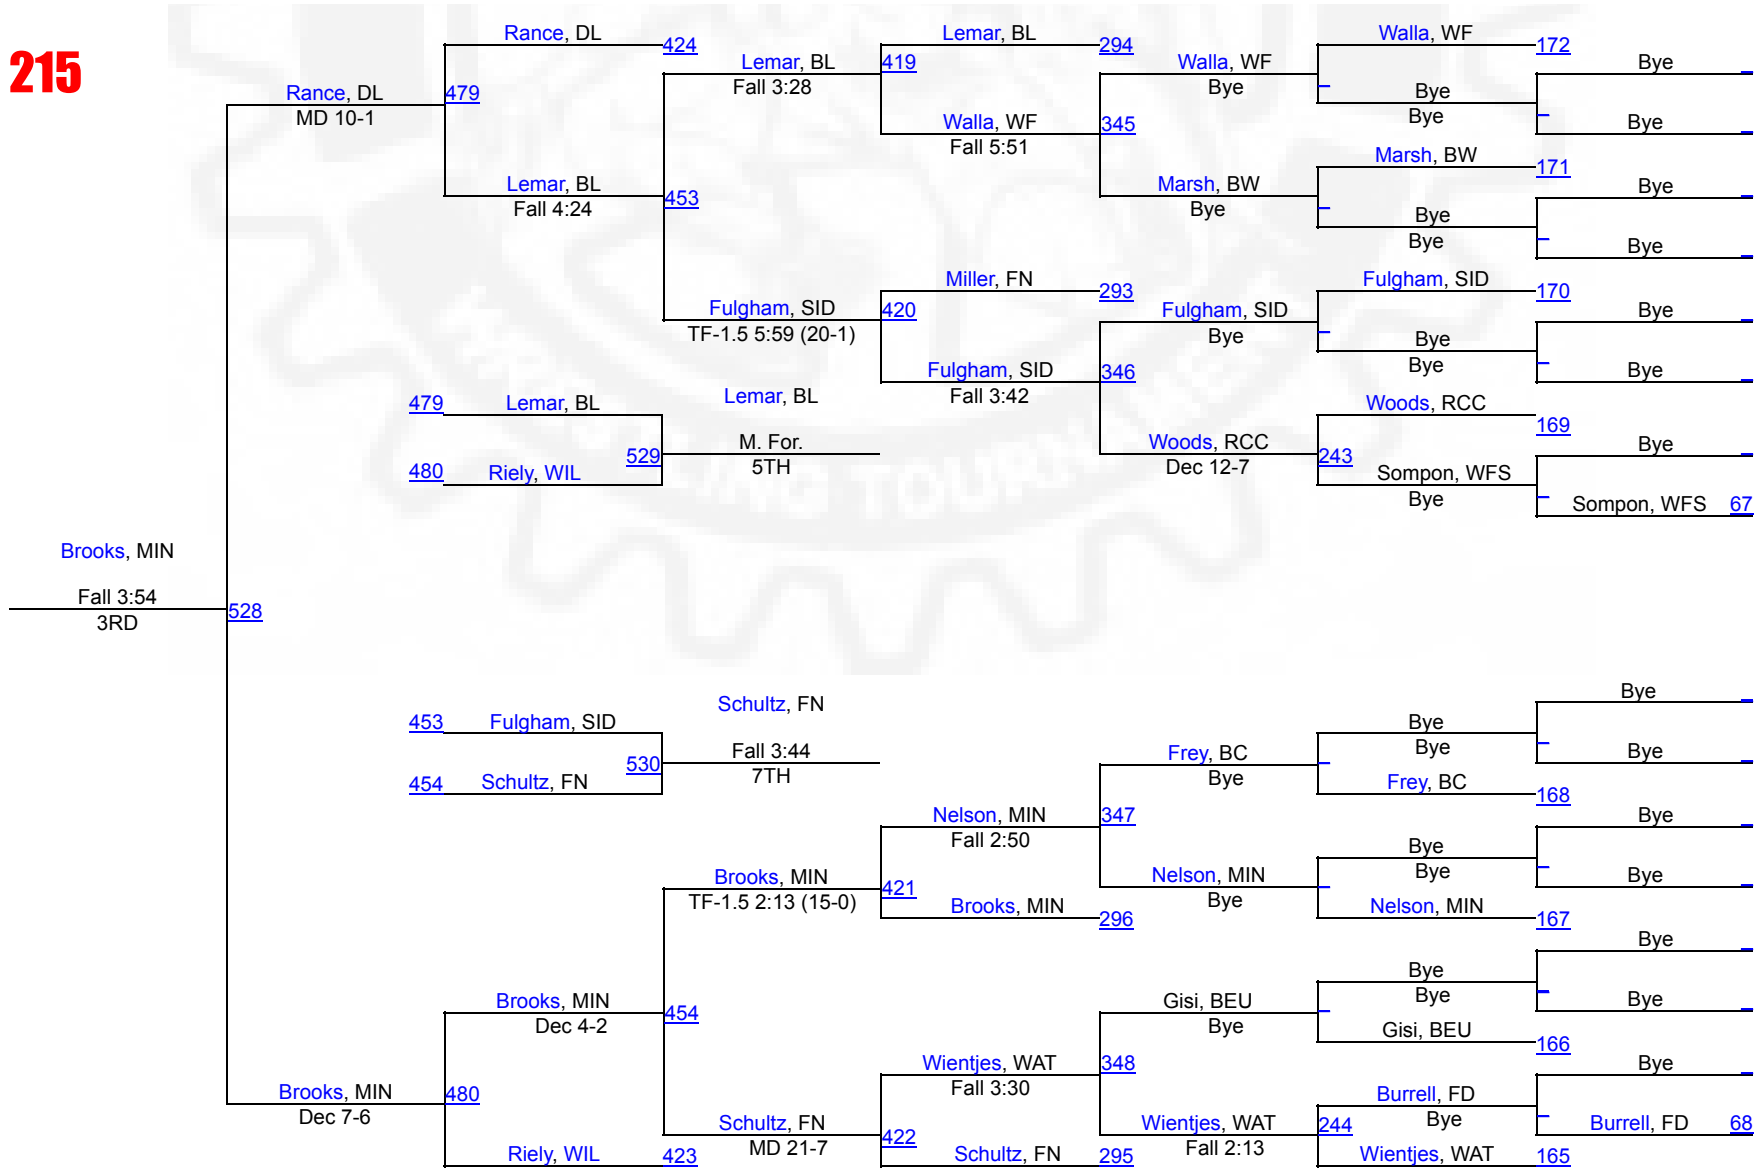 215
Rance, DL
424
Lemar, BL
Fall 3:28
419
Lemar, BL
294
Walla, WF
Bye
Walla, WF
172
Bye
Rance, DL
MD 10-1
479
Bye
Bye
Bye
Walla, WF
Fall 5:51
345
Marsh, BW
171
Lemar, BL
Fall 4:24
453
Marsh, BW
Bye
Bye
Bye
Bye
Bye
Fulgham, SID
TF-1.5 5:59 (20-1)
420
Miller, FN
293
Fulgham, SID
Bye
Fulgham, SID
170
Bye
Bye
Bye
Bye
Fulgham, SID
Fall 3:42
346
479
Lemar, BL
Lemar, BL
Woods, RCC
169
529
M. For.
5TH
Woods, RCC
Dec 12-7
243
Bye
480
Riely, WIL
Sompon, WFS
Bye
Sompon, WFS
67
WRESTLING TOURNAMENT
Brooks, MIN
Fall 3:54
3RD
528
453
Fulgham, SID
Schultz, FN
Bye
Bye
Bye
530
Fall 3:44
7TH
Frey, BC
Bye
Bye
454
Schultz, FN
Frey, BC
168
Nelson, MIN
Fall 2:50
347
Bye
Bye
Bye
Brooks, MIN
TF-1.5 2:13 (15-0)
421
Nelson, MIN
Bye
Bye
Brooks, MIN
296
Nelson, MIN
167
Bye
Bye
Bye
Brooks, MIN
Dec 4-2
454
Gisi, BEU
Bye
Bye
Gisi, BEU
166
Wientjes, WAT
Fall 3:30
348
Bye
Brooks, MIN
Dec 7-6
480
Burrell, FD
Bye
Schultz, FN
MD 21-7
422
Wientjes, WAT
Fall 2:13
244
Burrell, FD
68
Riely, WIL
423
Schultz, FN
295
Wientjes, WAT
165